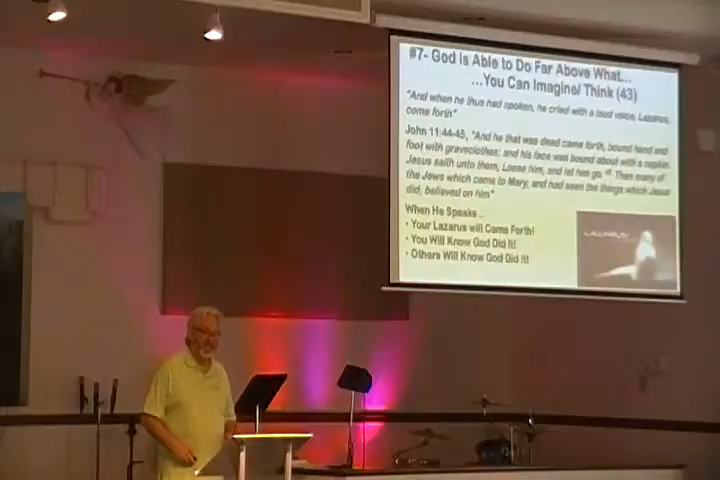 #7- God is Able to Do Far Above What...
...You Can Imagine/ Think (43)
"And when he thus had spoken, he cried with a loud voice, Lazarus,
come forth"
John 11:44-45, "And he that was dead came forth, bound hand and
foot with graveclothes: and his face was bound about with a napkin.
Jesus saith unto them, Loose him, and let him go. 45 Then many of
the Jews which came to Mary, and had seen the things which Jesus
did, believed on him"
When He Speaks..
• Your Lazarus will Come Forth!
• You Will Know God Did It!
• Others Will Know God Did It!
LAZARUS...